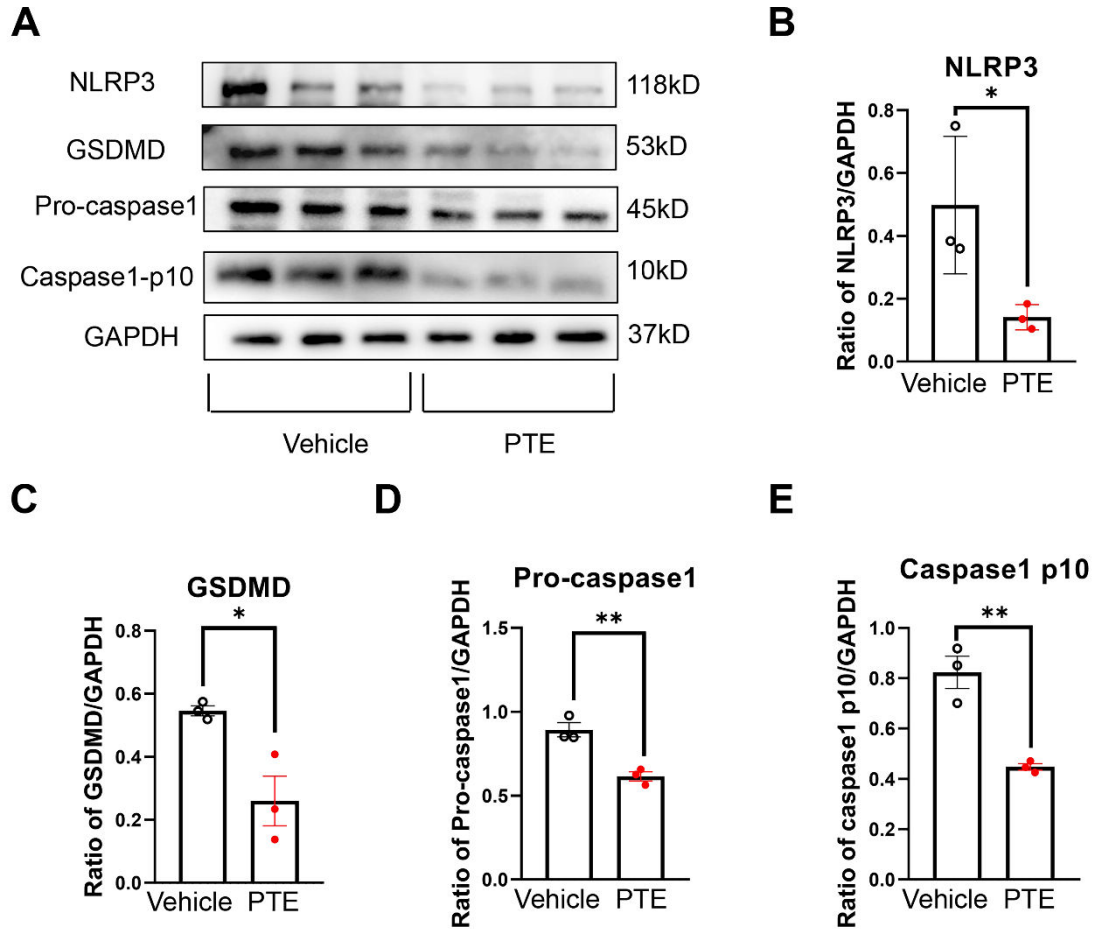 A
NLRP3
118kD
GSDMD
53kD
Pro-caspase1
45kD
Caspase1-p10
10kD
GAPDH
37kD
Vehicle
PTE
B
NLRP3
*
Ratio of NLRP3/GAPDH
0.8
0.6
0.4
0.2
0.0
Vehicle
PTE
C
GSDMD
*
Ratio of GSDMD/GAPDH
0.8
0.6
0.4
0.2
0.0
Vehicle
PTE
D
Pro-caspase1
**
Ratio of Pro-caspase1/GAPDH
1.5
1.0
0.5
0.0
Vehicle
PTE
E
Caspase1 p10
**
Ratio of caspase1 p10/GAPDH
1.0
0.8
0.6
0.4
0.2
0.0
Vehicle
PTE